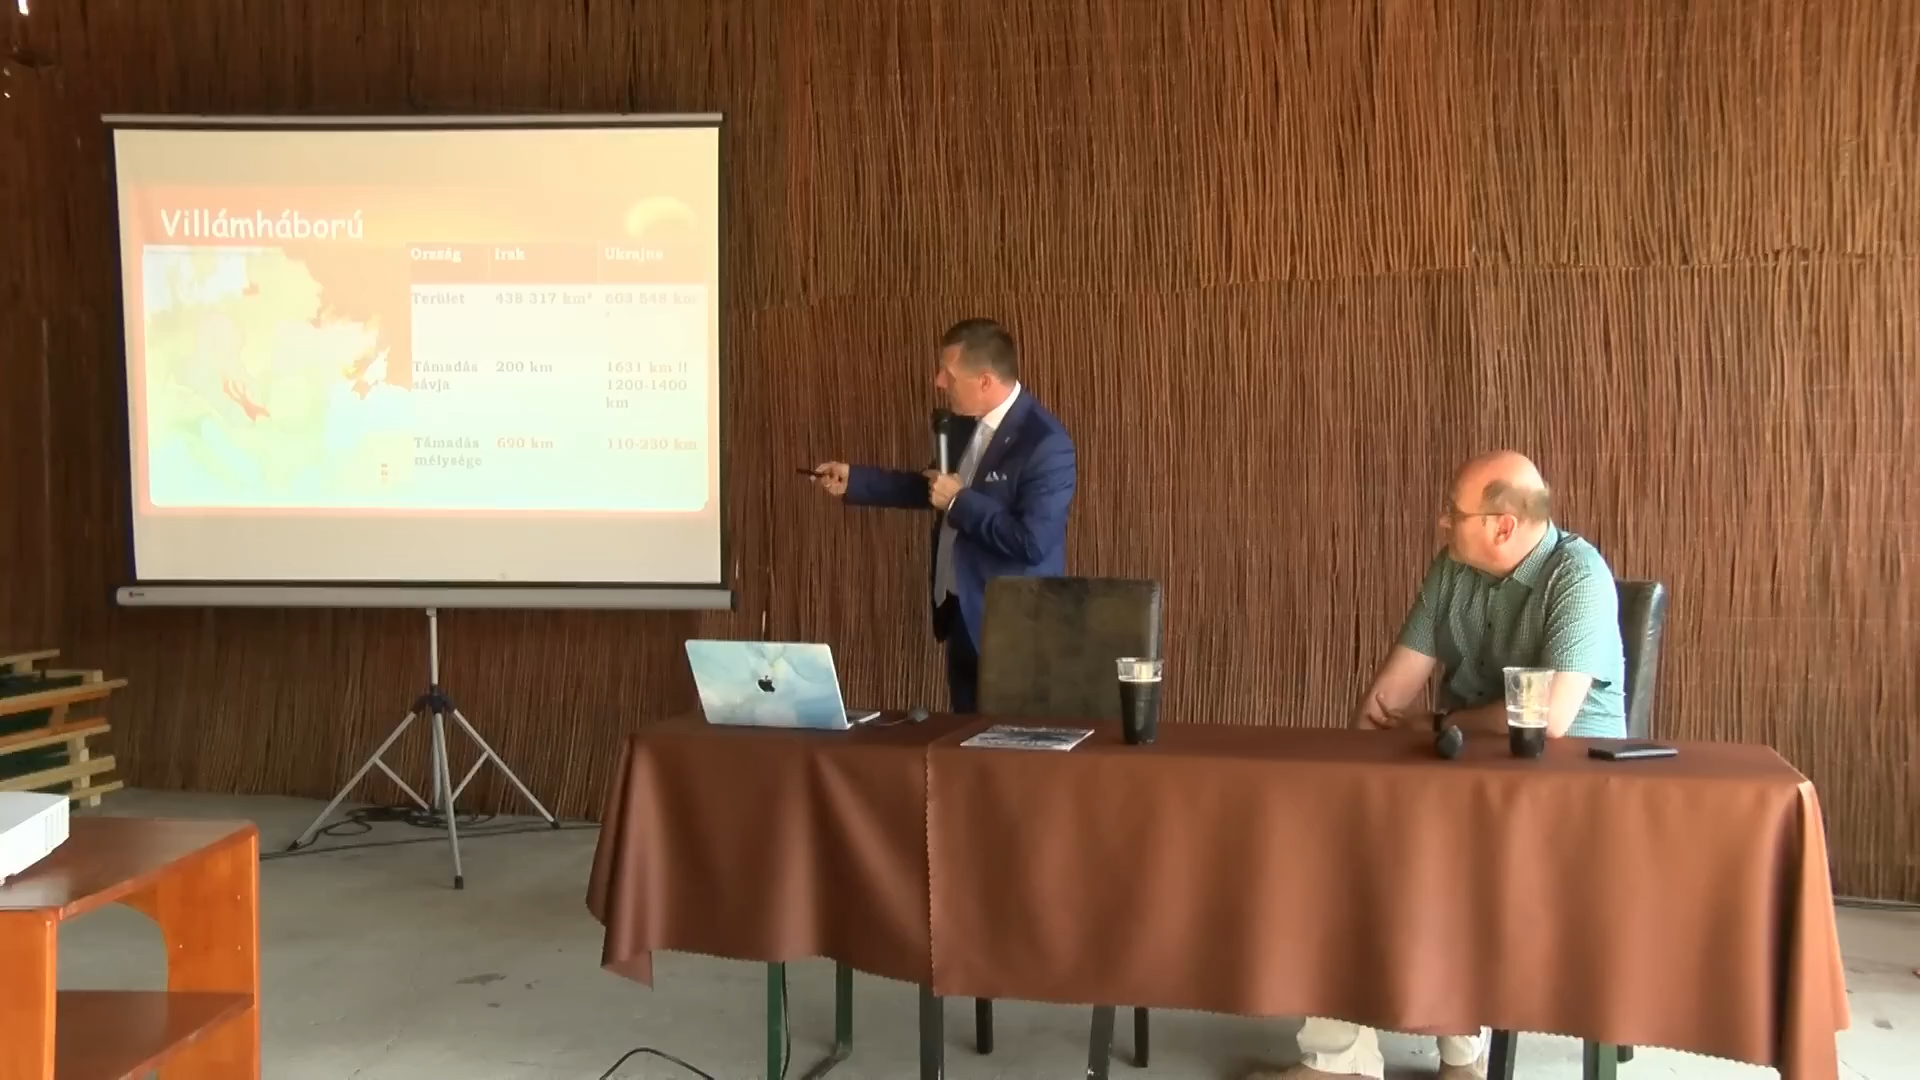 Villámháború
Ország Irak Ukrajna
Terület 438 317 km² 603 548 km
²
Támadás 200 km 1631 km !!
sávja 1200-1400
km
Támadás 690 km 110-230 km
mélysége